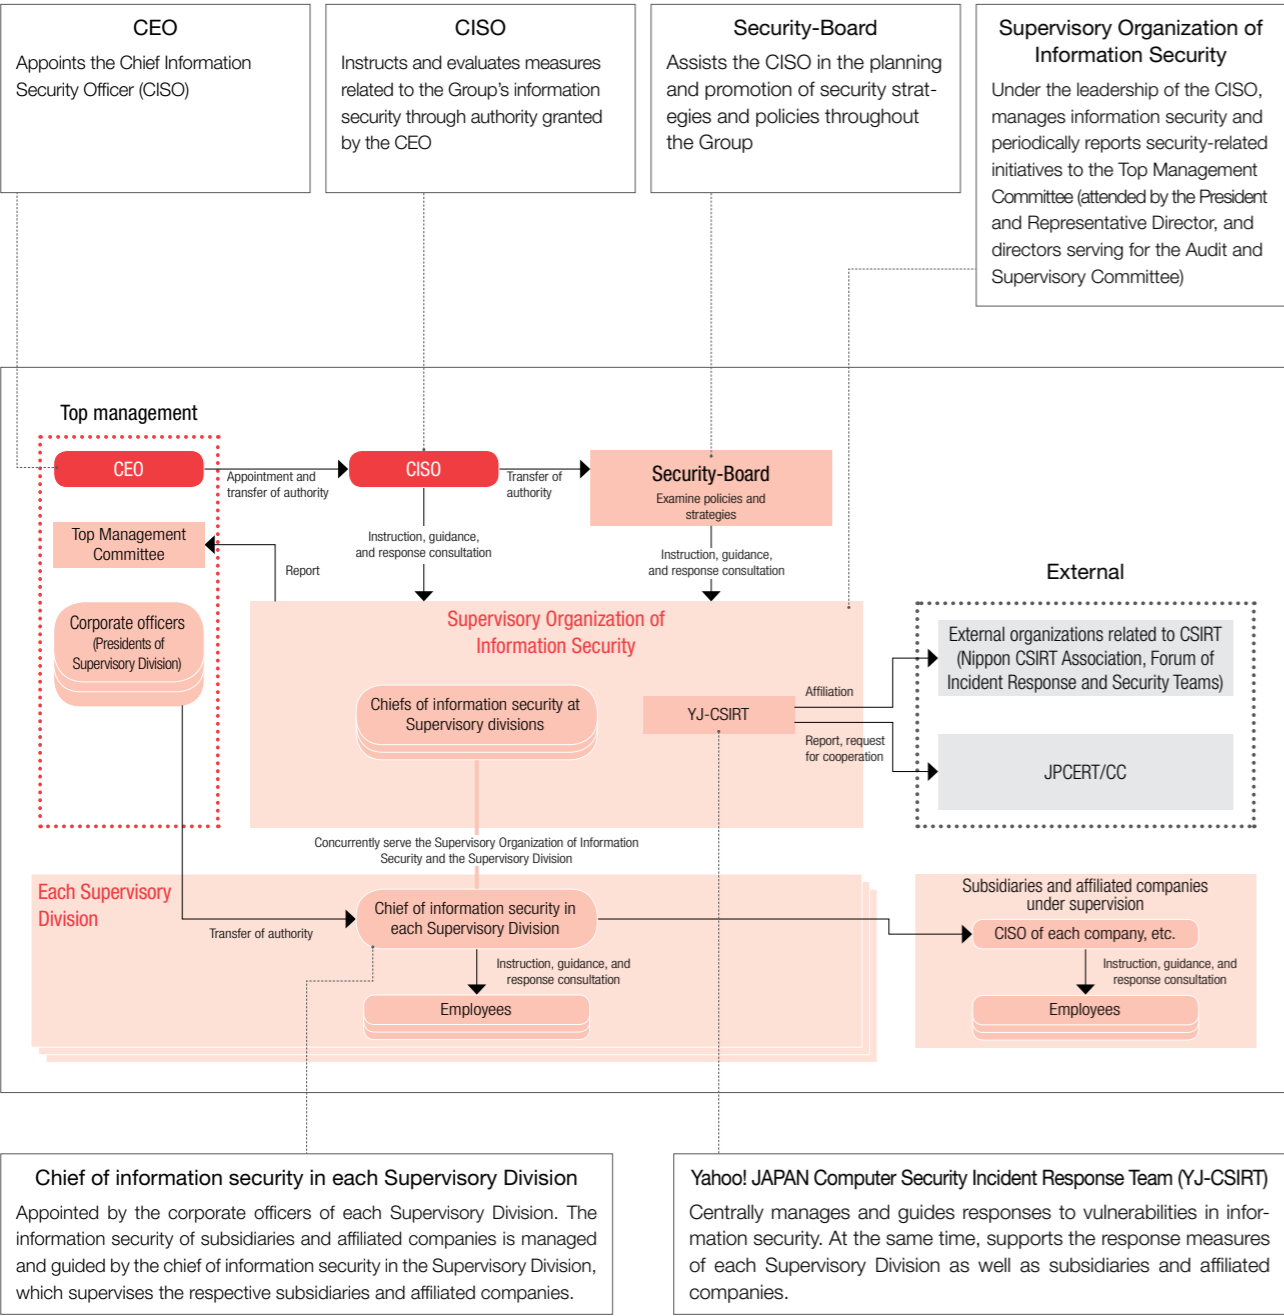 CEO
Appoints the Chief Information
Security Officer (CISO)
CISO
Instructs and evaluates measures
related to the Group's information
security through authority granted
by the CEO
Security-Board
Assists the CISO in the planning
and promotion of security strat-
egies and policies throughout
the Group
Supervisory Organization of
Information Security
Under the leadership of the CISO,
manages information security and
periodically reports security-related
initiatives to the Top Management
Committee (attended by the President
and Representative Director, and
directors serving for the Audit and
Supervisory Committee)
Top management
CEO
Appointment and
transfer of authority
CISO
Transfer of
authority
Security-Board
Examine policies and
strategies
Top Management
Committee
Report
Instruction, guidance,
and response consultation
Instruction, guidance,
and response consultation
External
Corporate officers
(Presidents of
Supervisory Division)
Supervisory Organization of
Information Security
Chiefs of information security at
Supervisory divisions
YJ-CSIRT
Affiliation
Report, request
for cooperation
External organizations related to CSIRT
(Nippon CSIRT Association, Forum of
Incident Response and Security Teams)
JPCERT/CC
Concurrently serve the Supervisory Organization of Information
Security and the Supervisory Division
Each Supervisory
Division
Transfer of authority
Chief of information security in
each Supervisory Division
Instruction, guidance, and
response consultation
Employees
Subsidiaries and affiliated companies
under supervision
CISO of each company, etc.
Instruction, guidance, and
response consultation
Employees
Chief of information security in each Supervisory Division
Appointed by the corporate officers of each Supervisory Division. The
information security of subsidiaries and affiliated companies is managed
and guided by the chief of information security in the Supervisory Division,
which supervises the respective subsidiaries and affiliated companies.
Yahoo! JAPAN Computer Security Incident Response Team (YJ-CSIRT)
Centrally manages and guides responses to vulnerabilities in infor-
mation security. At the same time, supports the response measures
of each Supervisory Division as well as subsidiaries and affiliated
companies.